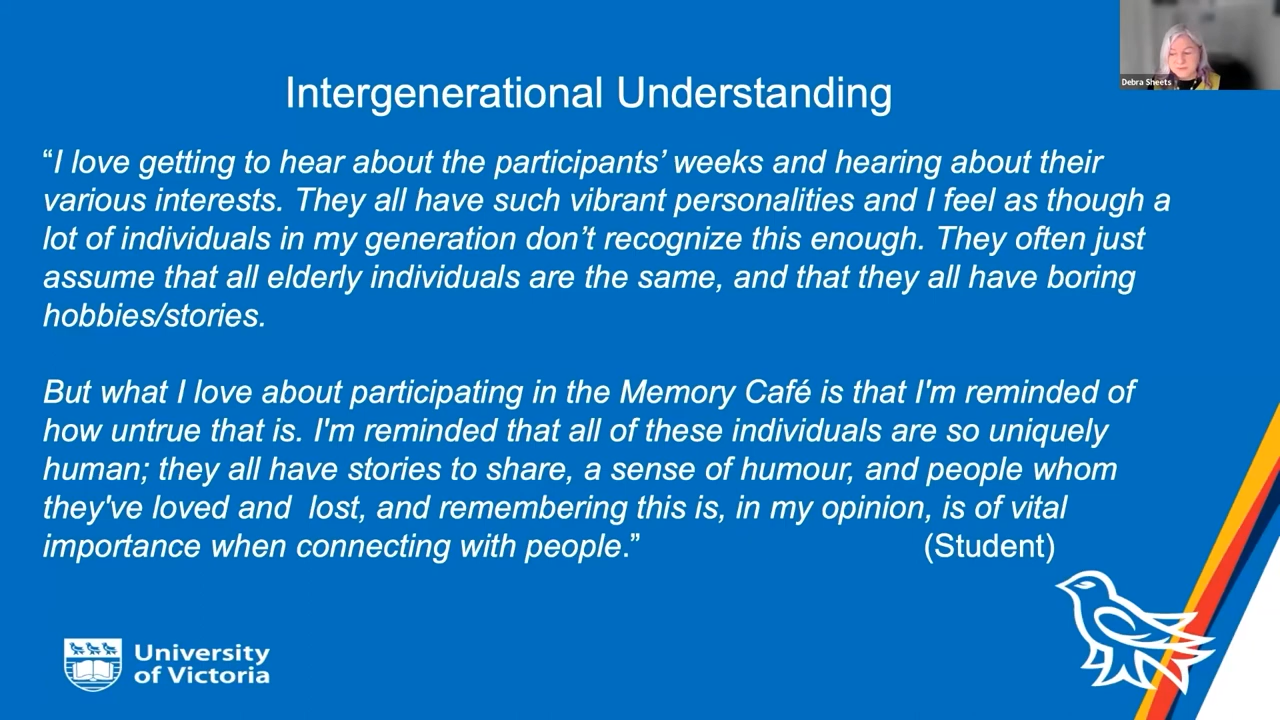 Debra Sheets
Intergenerational Understanding
“I love getting to hear about the participants’ weeks and hearing about their
various interests. They all have such vibrant personalities and I feel as though a
lot of individuals in my generation don’t recognize this enough. They often just
assume that all elderly individuals are the same, and that they all have boring
hobbies/stories.
But what I love about participating in the Memory Café is that I'm reminded of
how untrue that is. I'm reminded that all of these individuals are so uniquely
human; they all have stories to share, a sense of humour, and people whom
they've loved and  lost, and remembering this is, in my opinion, is of vital
importance when connecting with people.” (Student)
University
of Victoria